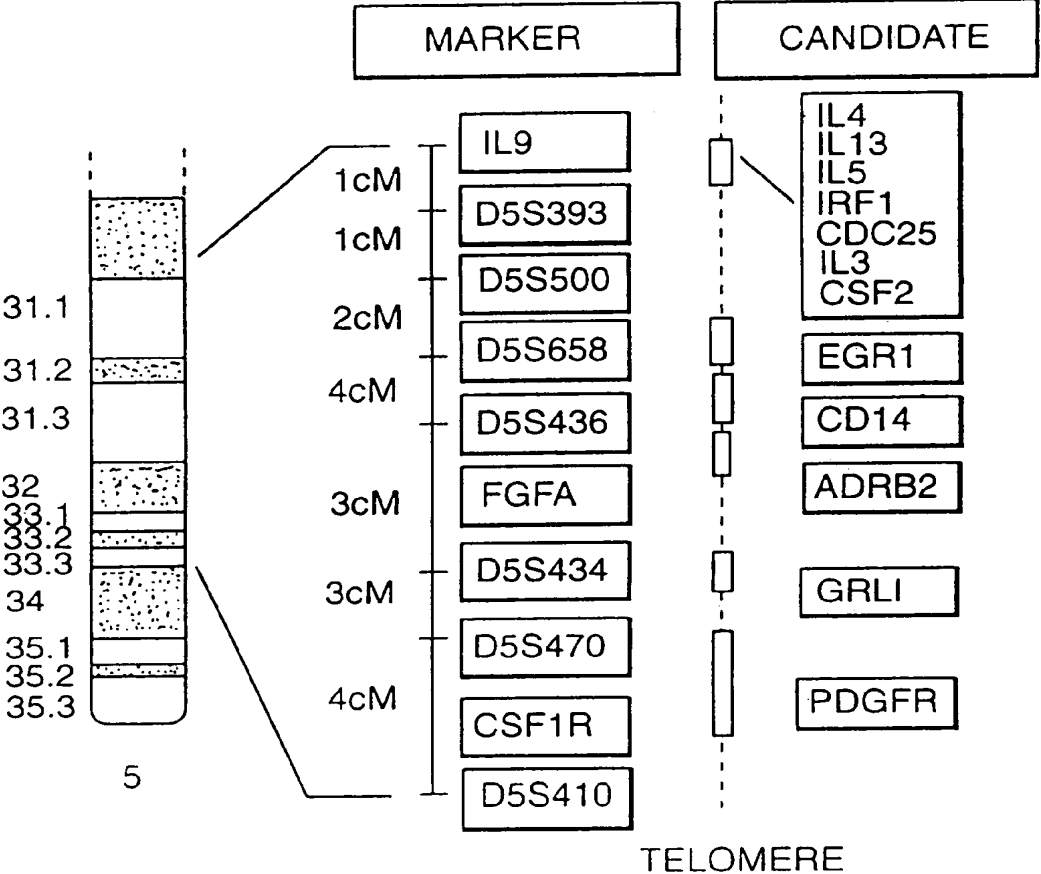 MARKER
CANDIDATE
31.1
31.2
31.3
32
33.1
33.2
33.3
34
35.1
35.2
35.3
5
1cM
1cM
2cM
4cM
3cM
3cM
4cM
IL9
D5S393
D5S500
D5S658
D5S436
FGFA
D5S434
D5S470
CSF1R
D5S410
IL4
IL13
IL5
IRF1
CDC25
IL3
CSF2
EGR1
CD14
ADRB2
GRLI
PDGFR
TELOMERE